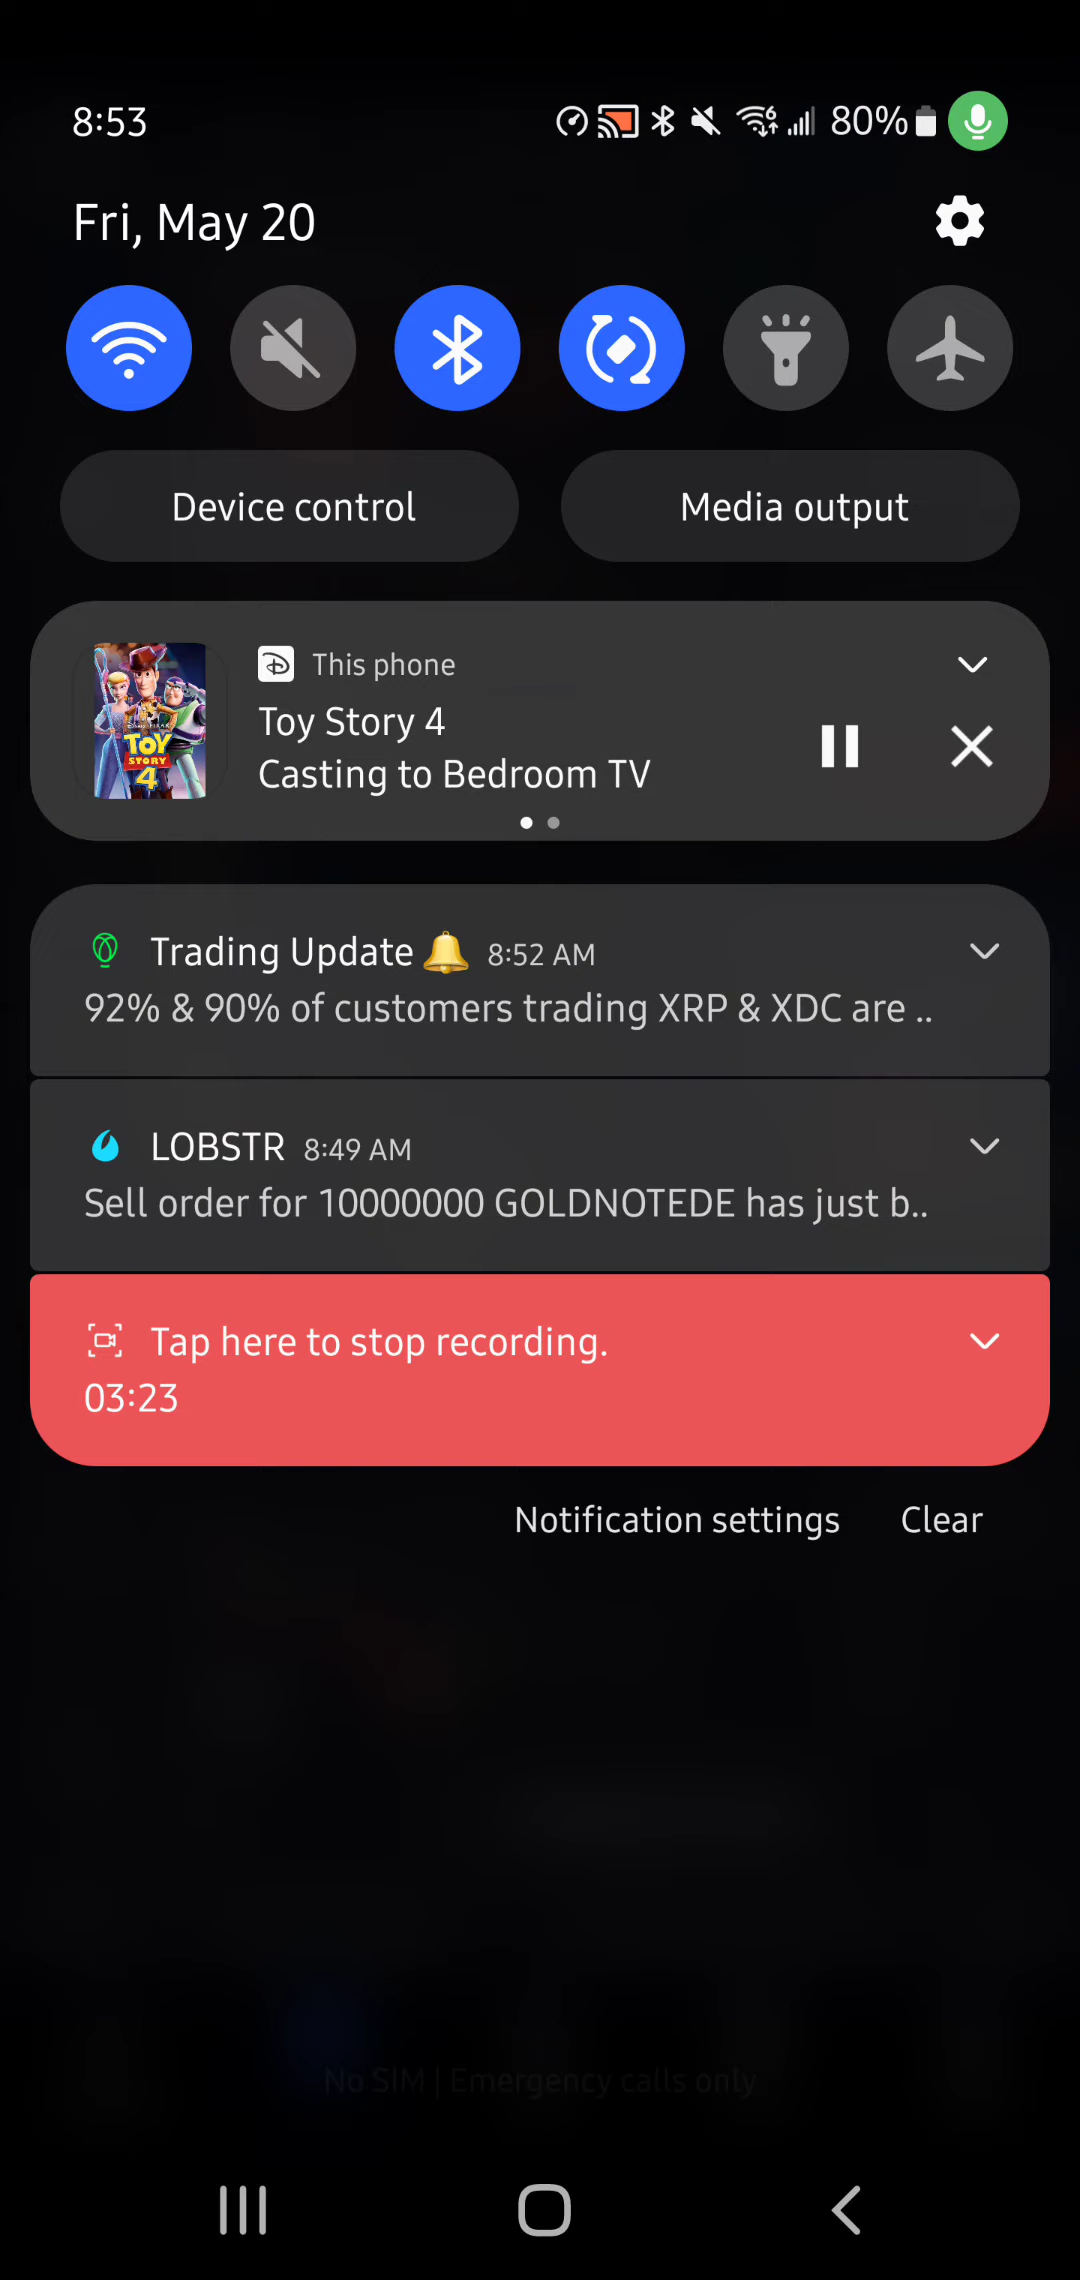 8:53
80%
Fri, May 20
Device control
Media output
This phone
Toy Story 4
Casting to Bedroom TV
DISNEY·PIXAR
TOY
STORY
4
Trading Update🔔 8:52 AM
92% & 90% of customers trading XRP & XDC are ..
LOBSTR 8:49 AM
Sell order for 10000000 GOLDNOTEDE has just b..
Tap here to stop recording.
03:23
Notification settings
Clear
No SIM | Emergency calls only